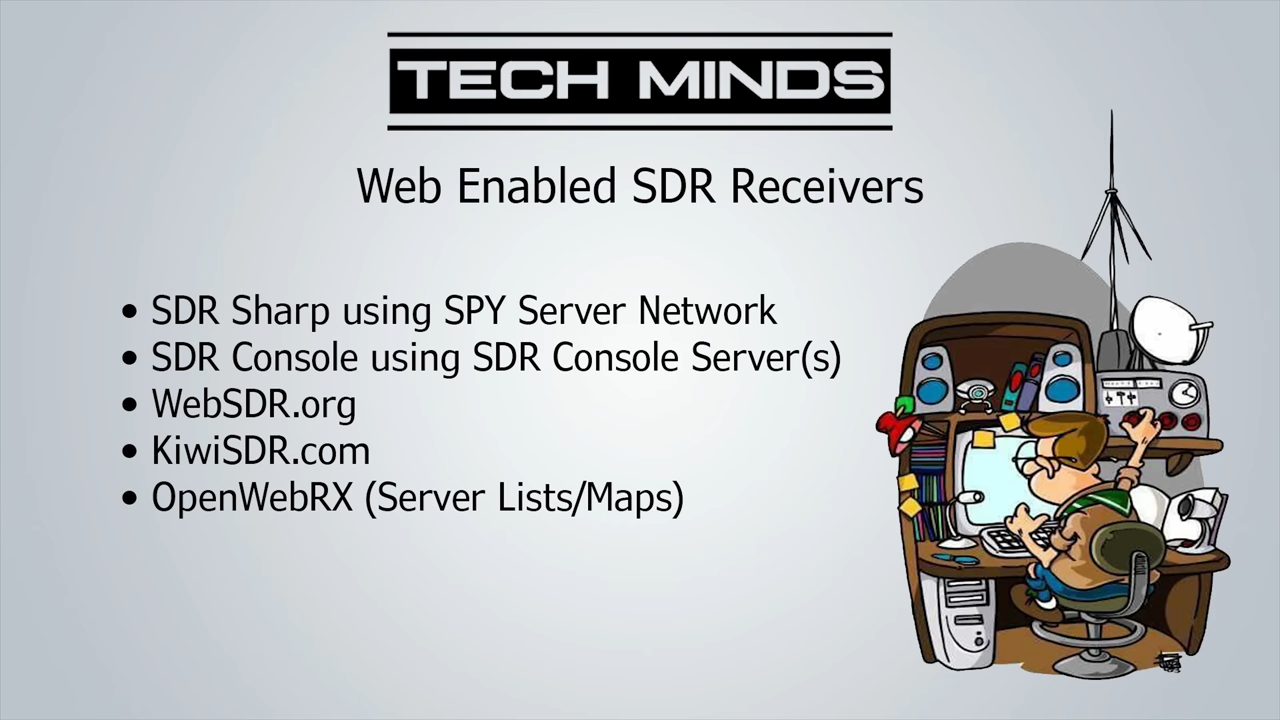 TECH MINDS
Web Enabled SDR Receivers
• SDR Sharp using SPY Server Network
• SDR Console using SDR Console Server(s)
• WebSDR.org
• KiwiSDR.com
• OpenWebRX (Server Lists/Maps)